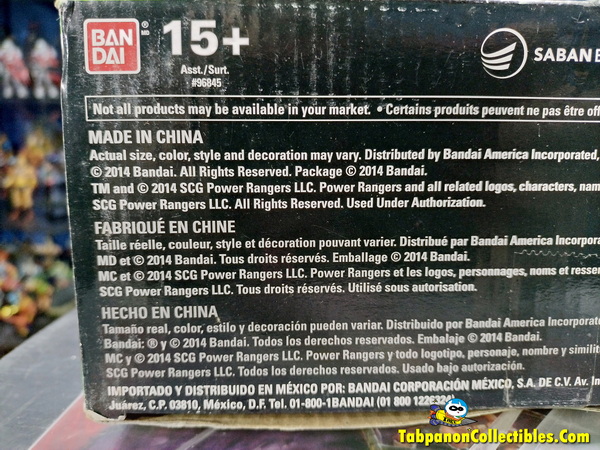 BAN
DAI
MD
15+
Asst./Surt.
#96845
SABAN
Not all products may be available in your market. • Certains produits peuvent ne pas être
MADE IN CHINA
Actual size, color, style and decoration may vary. Distributed by Bandai America Incorporated,
© 2014 Bandai. All Rights Reserved. Package © 2014 Bandai.
TM and © 2014 SCG Power Rangers LLC. Power Rangers and all related logos, characters,
SCG Power Rangers LLC. All Rights Reserved. Used Under Authorization.
FABRIQUÉ EN CHINE
Taille réelle, couleur, style et décoration pouvant varier. Distribué par Bandai America
MD et © 2014 Bandai. Tous droits réservés. Emballage © 2014 Bandai.
MC et © 2014 SCG Power Rangers LLC. Power Rangers et les logos, personnages, noms et
SCG Power Rangers LLC. Tous droits réservés. Utilisé sous autorisation.
HECHO EN CHINA
Tamaño real, color, estilo y decoración pueden variar. Distribuido por Bandai America
Bandai: ® y © 2014 Bandai. Todos los derechos reservados. Embalaje © 2014 Bandai.
MC y © 2014 SCG Power Rangers LLC. Power Rangers y todo logotipo, personaje, nombre y
SCG Power Rangers LLC. Todos los derechos reservados. Usado bajo autorización.
IMPORTADO Y DISTRIBUIDO EN MÉXICO POR: BANDAI CORPORACIÓN MÉXICO, S.A. DE C.V. Av.
Juárez, C.P. 03810, México, D.F. Tel. 01-800-1BANDAI (01 800
TabpanonCollectibles.Com